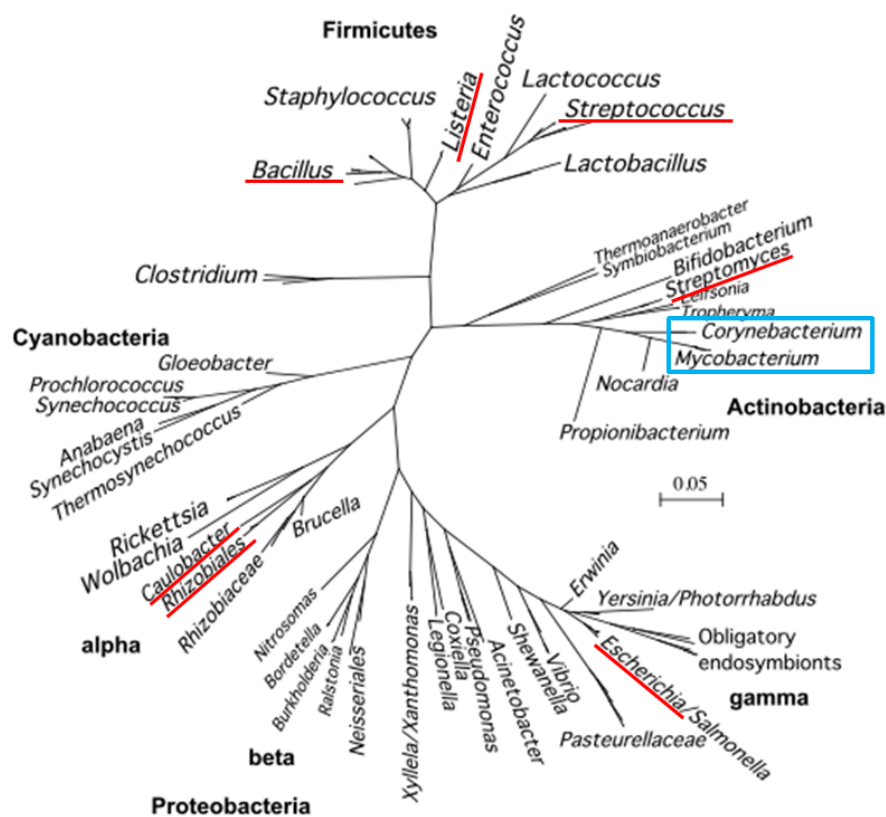 Firmicutes
Staphylococcus
Listeria
Enterococcus
Lactococcus
Streptococcus
Bacillus
Lactobacillus
Thermoanaerobacter
Symbiobacterium
Bifidobacterium
Streptomyces
Leifsonia
Tropheryma
Corynebacterium
Mycobacterium
Nocardia
Actinobacteria
Propionibacterium
Clostridium
Cyanobacteria
Gloeobacter
Prochlorococcus
Synechococcus
Anabaena
Synechocystis
Thermosynechococcus
0.05
Rickettsia
Wolbachia
Caulobacter
Rhizobiales
Rhizobiaceae
Brucella
alpha
Nitrosomas
Bordetella
Burkholderia
Ralstonia
Neisseriales
beta
Proteobacteria
Xyllela/Xanthomonas
Legionella
Coxiella
Pseudomonas
Acinetobacter
Shewanella
Vibrio
Pasteurellaceae
Erwinia
Yersinia/Photorrhabdus
Obligatory
endosymbionts
Escherichia/Salmonella
gamma